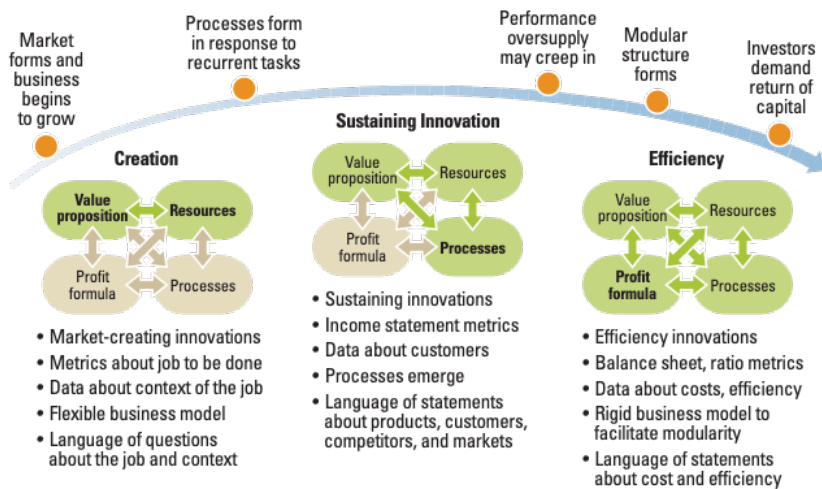 Market
forms and
business
begins
to grow
Processes form
in response to
recurrent tasks
Performance
oversupply
may creep in
Modular
structure
forms
Investors
demand
return of
capital
Creation
Value
proposition
Resources
Profit
formula
Processes
• Market-creating innovations
• Metrics about job to be done
• Data about context of the job
• Flexible business model
• Language of questions
about the job and context
Sustaining Innovation
Value
proposition
Resources
Profit
formula
Processes
• Sustaining innovations
• Income statement metrics
• Data about customers
• Processes emerge
• Language of statements
about products, customers,
competitors, and markets
Efficiency
Value
proposition
Resources
Profit
formula
Processes
• Efficiency innovations
• Balance sheet, ratio metrics
• Data about costs, efficiency
• Rigid business model to
facilitate modularity
• Language of statements
about cost and efficiency